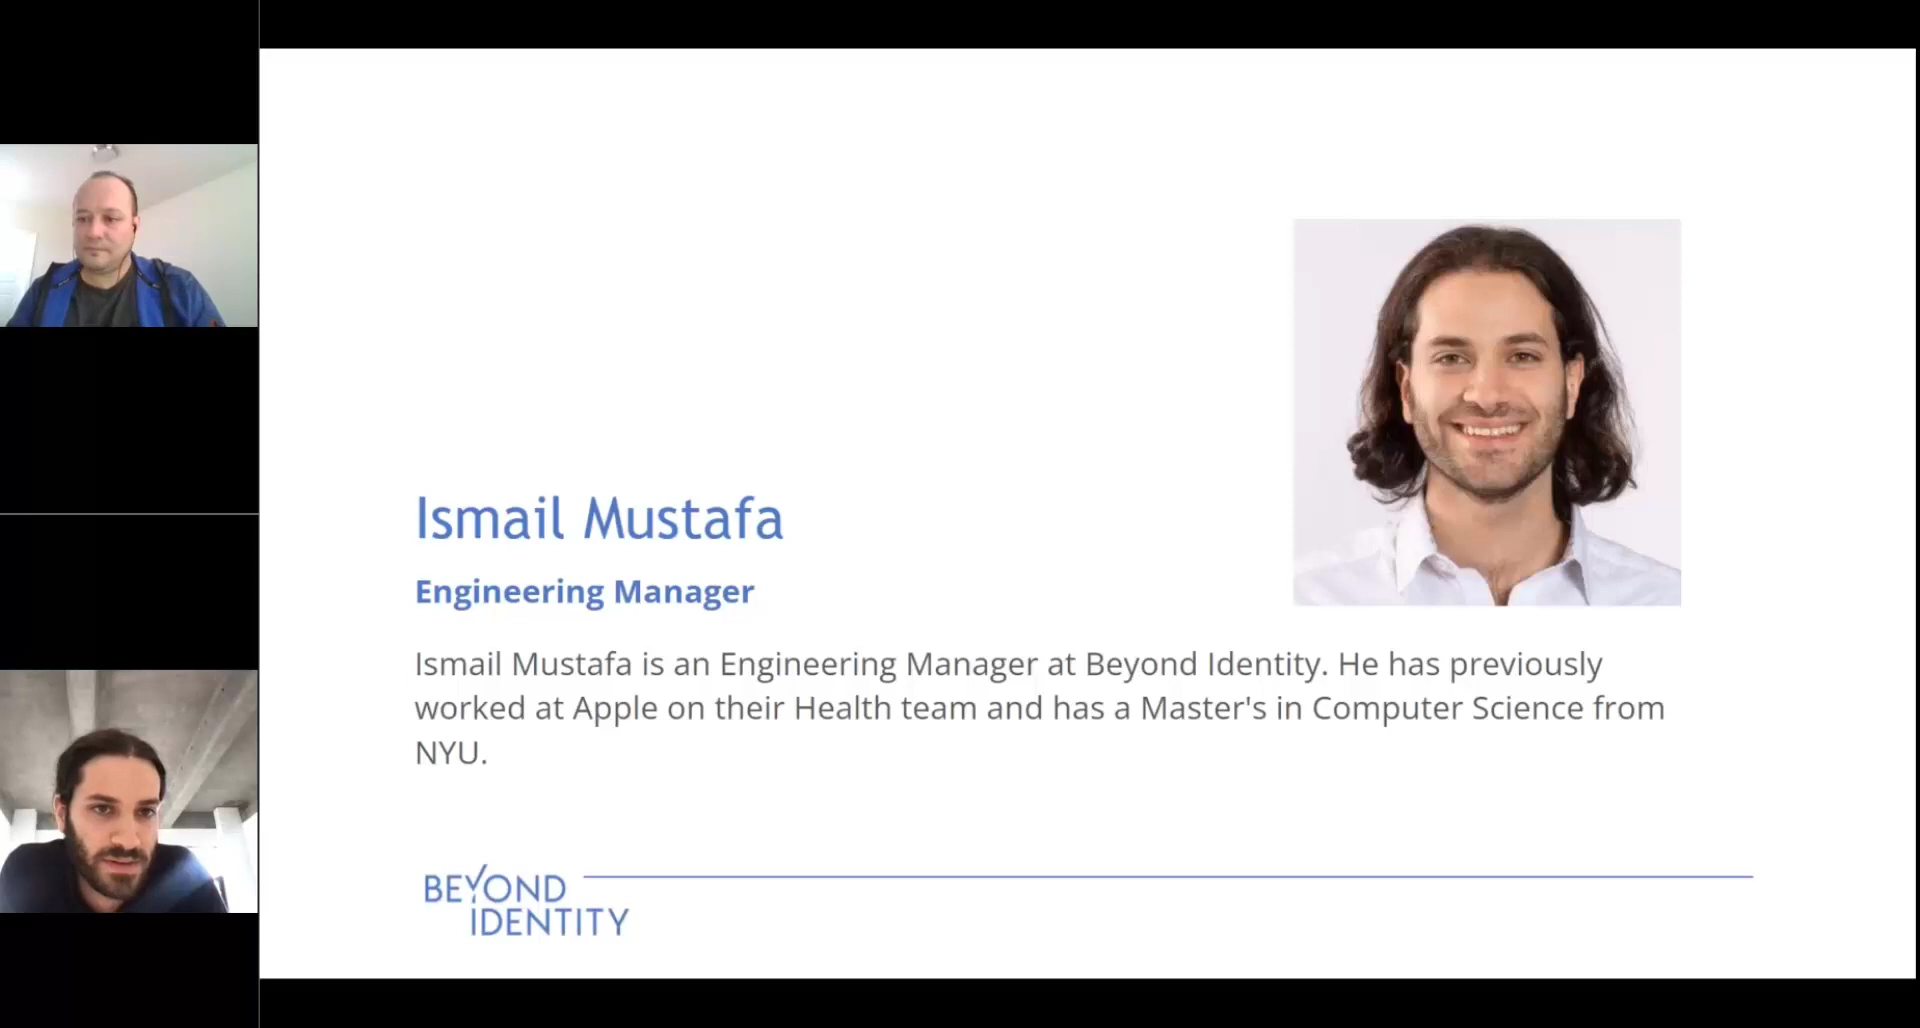 Ismail Mustafa
Engineering Manager
Ismail Mustafa is an Engineering Manager at Beyond Identity. He has previously
worked at Apple on their Health team and has a Master's in Computer Science from
NYU.
BEYOND
IDENTITY